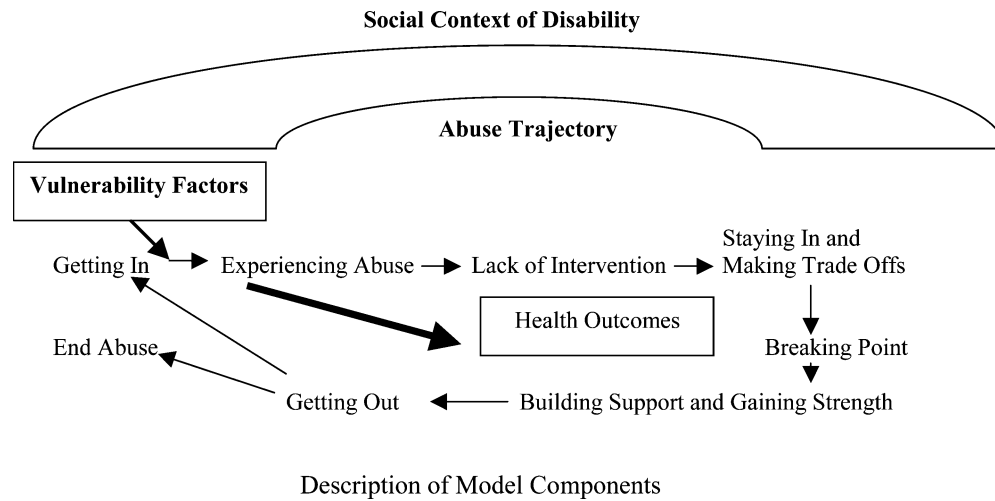 Social Context of Disability
Abuse Trajectory
Vulnerability Factors
Getting In
Experiencing Abuse
Lack of Intervention
Staying In and
Making Trade Offs
Health Outcomes
End Abuse
Breaking Point
Getting Out
Building Support and Gaining Strength
Description of Model Components